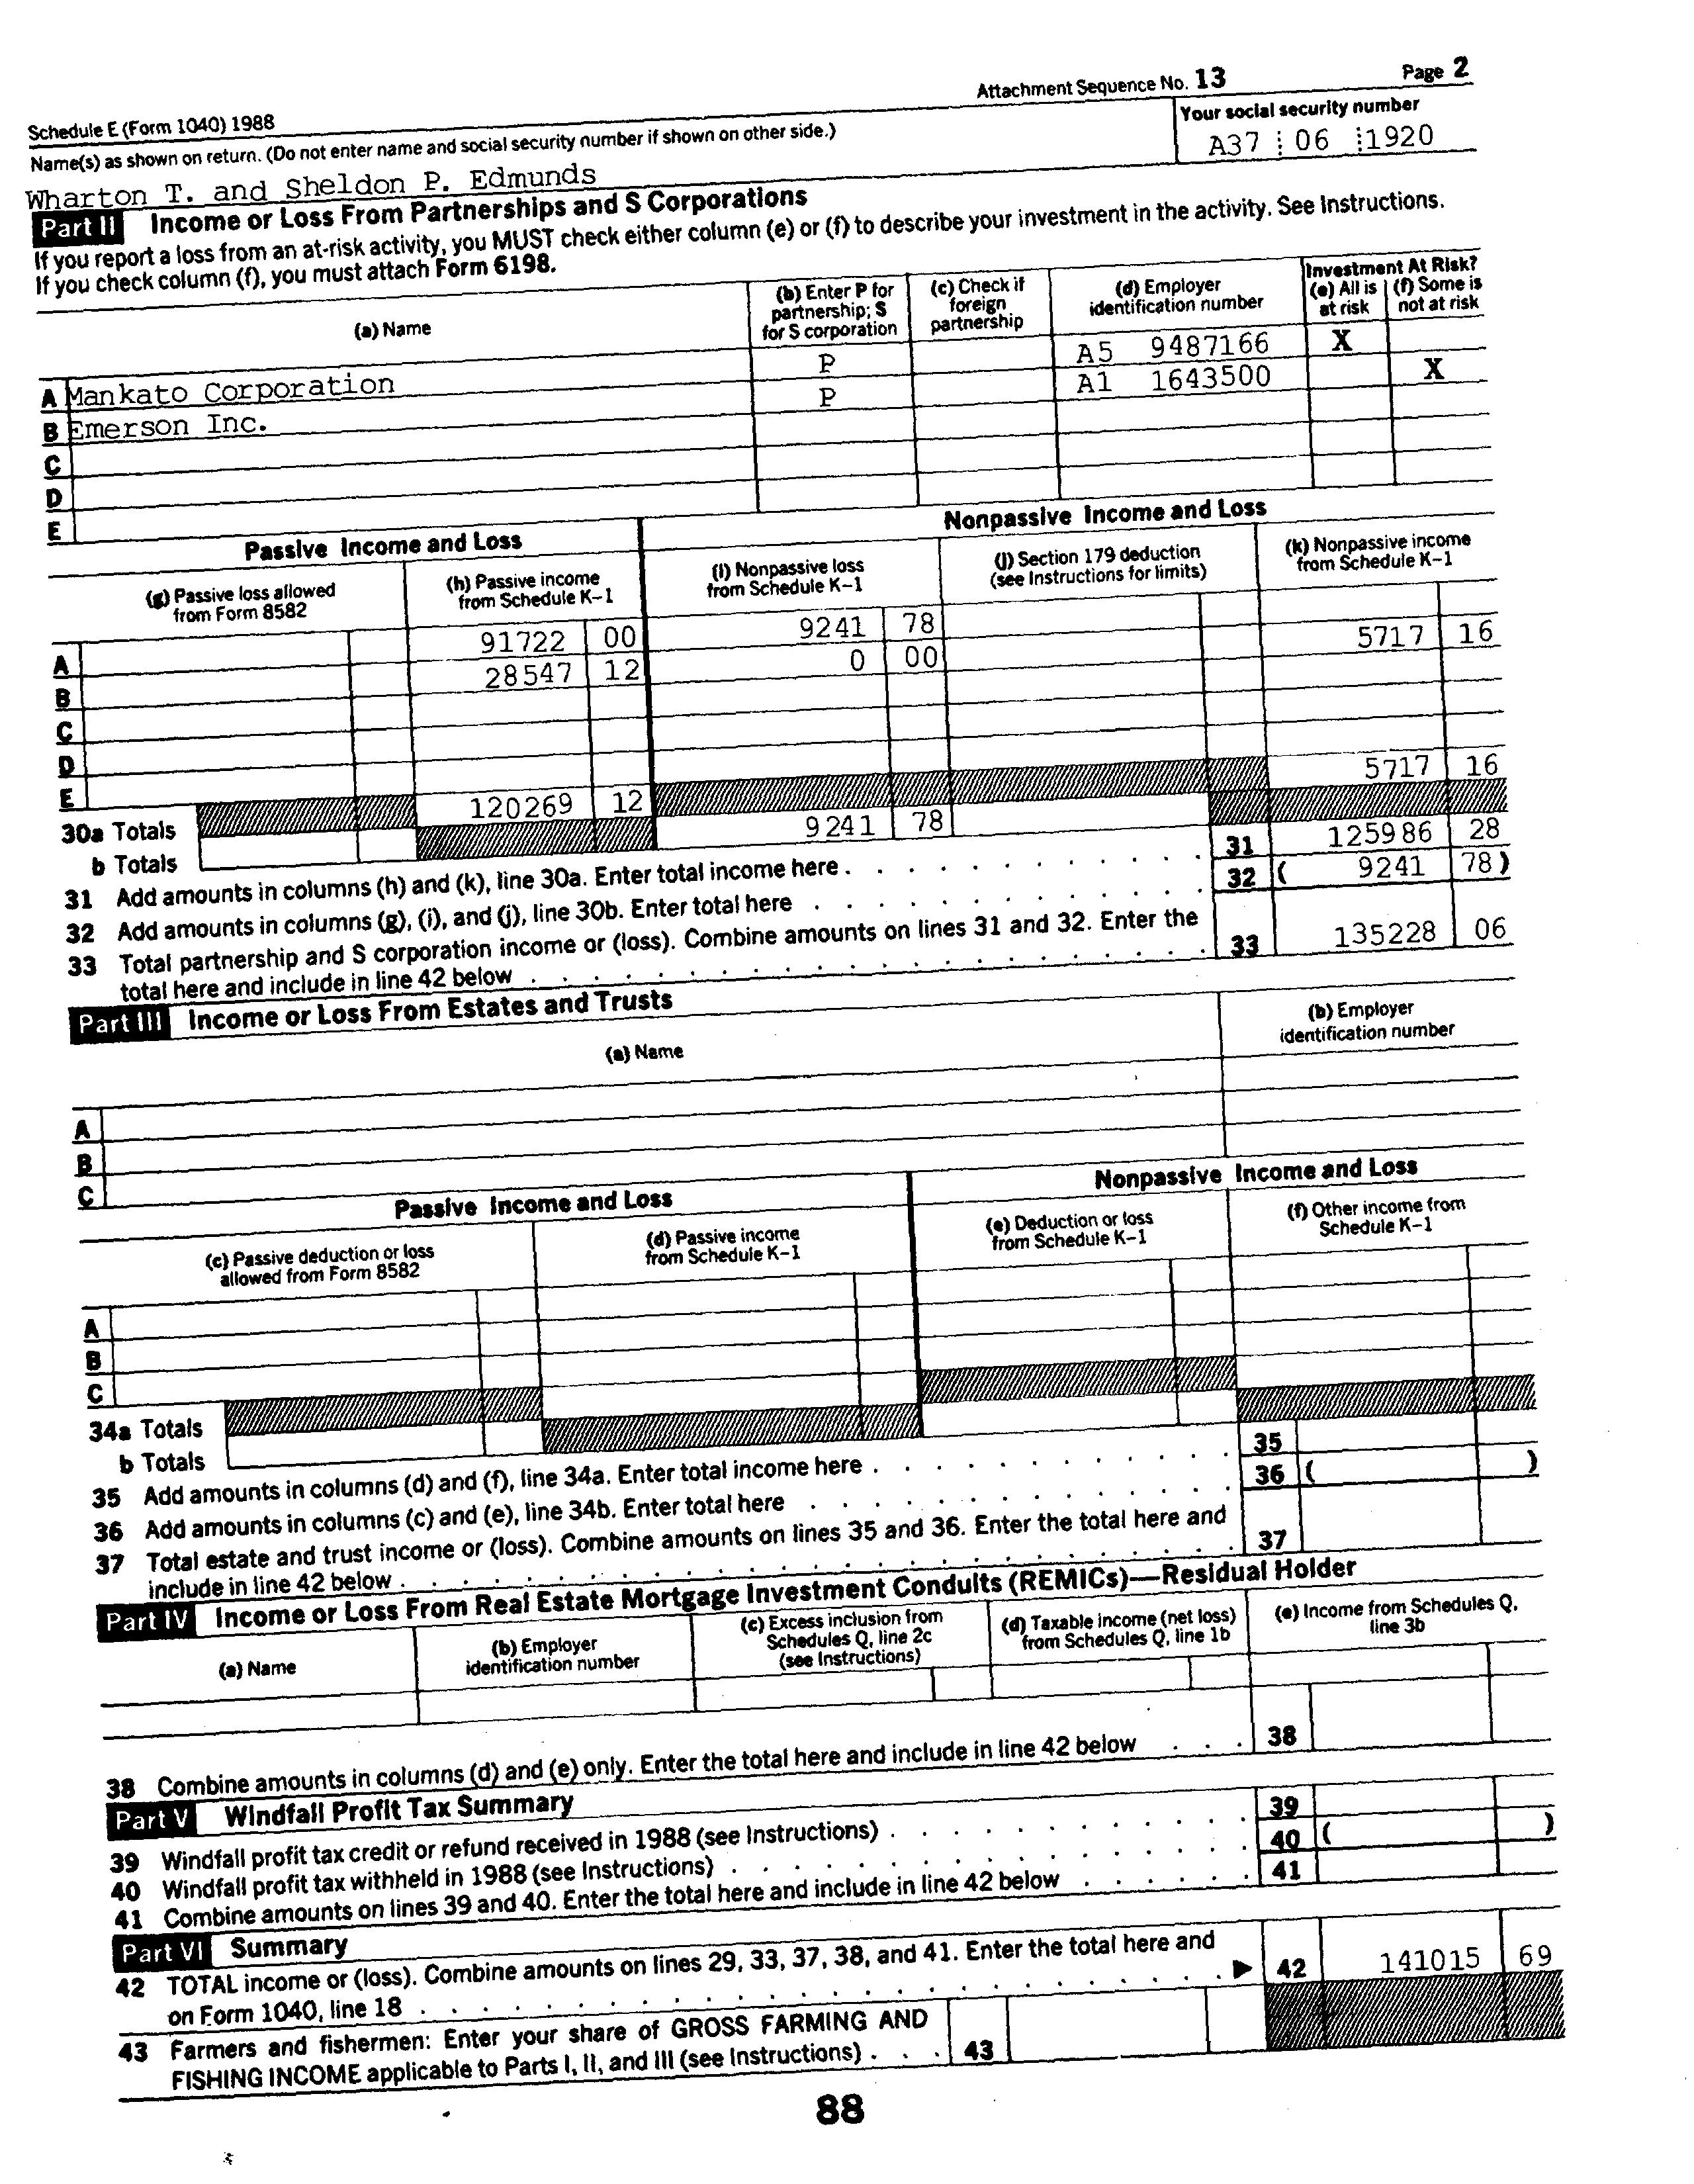 Attachment Sequence No. 13 Page 2
Schedule E (Form 1040) 1988
Name(s) as shown on return. (Do not enter name and social security number if shown on other side.)
Your social security number
Wharton T. and Sheldon P. Edmunds
A37 06 1920
Part II Income or Loss From Partnerships and S Corporations
If you report a loss from an at-risk activity, you MUST check either column (e) or (f) to describe your investment in the activity. See Instructions.
If you check column (f), you must attach Form 6198.
(a) Name
(b) Enter P for partnership; S for S corporation
(c) Check if foreign partnership
(d) Employer identification number
Investment At Risk?
(e) All is at risk
(f) Some is not at risk
A Mankato Corporation P A5 9487166 X
B Emerson Inc. P A1 1643500 X
C
D
E
Passive Income and Loss
Nonpassive Income and Loss
(g) Passive loss allowed from Form 8582
(h) Passive income from Schedule K-1
(i) Nonpassive loss from Schedule K-1
(j) Section 179 deduction (see Instructions for limits)
(k) Nonpassive income from Schedule K-1
A 91722 00 9241 78 5717 16
B 28547 12 0 00
C
D
E
30a Totals 120269 12 5717 16
b Totals 9241 78
31 Add amounts in columns (h) and (k), line 30a. Enter total income here . 31 125986 28
32 Add amounts in columns (g), (i), and (j), line 30b. Enter total here 32 ( 9241 78 )
33 Total partnership and S corporation income or (loss). Combine amounts on lines 31 and 32. Enter the
total here and include in line 42 below 33 135228 06
Part III Income or Loss From Estates and Trusts
(a) Name
(b) Employer identification number
A
B
C
Passive Income and Loss
Nonpassive Income and Loss
(c) Passive deduction or loss allowed from Form 8582
(d) Passive income from Schedule K-1
(e) Deduction or loss from Schedule K-1
(f) Other income from Schedule K-1
A
B
C
34a Totals
b Totals
35 Add amounts in columns (d) and (f), line 34a. Enter total income here . 35
36 Add amounts in columns (c) and (e), line 34b. Enter total here 36 ( )
37 Total estate and trust income or (loss). Combine amounts on lines 35 and 36. Enter the total here and
include in line 42 below . 37
Part IV Income or Loss From Real Estate Mortgage Investment Conduits (REMICs)—Residual Holder
(a) Name
(b) Employer identification number
(c) Excess inclusion from Schedules Q, line 2c (see Instructions)
(d) Taxable income (net loss) from Schedules Q, line 1b
(e) Income from Schedules Q, line 3b
38 Combine amounts in columns (d) and (e) only. Enter the total here and include in line 42 below 38
Part V Windfall Profit Tax Summary
39 Windfall profit tax credit or refund received in 1988 (see Instructions) . 39
40 Windfall profit tax withheld in 1988 (see Instructions) . 40 ( )
41 Combine amounts on lines 39 and 40. Enter the total here and include in line 42 below 41
Part VI Summary
42 TOTAL income or (loss). Combine amounts on lines 29, 33, 37, 38, and 41. Enter the total here and
on Form 1040, line 18 . 42 141015 69
43 Farmers and fishermen: Enter your share of GROSS FARMING AND
FISHING INCOME applicable to Parts I, II, and III (see Instructions) . 43
88